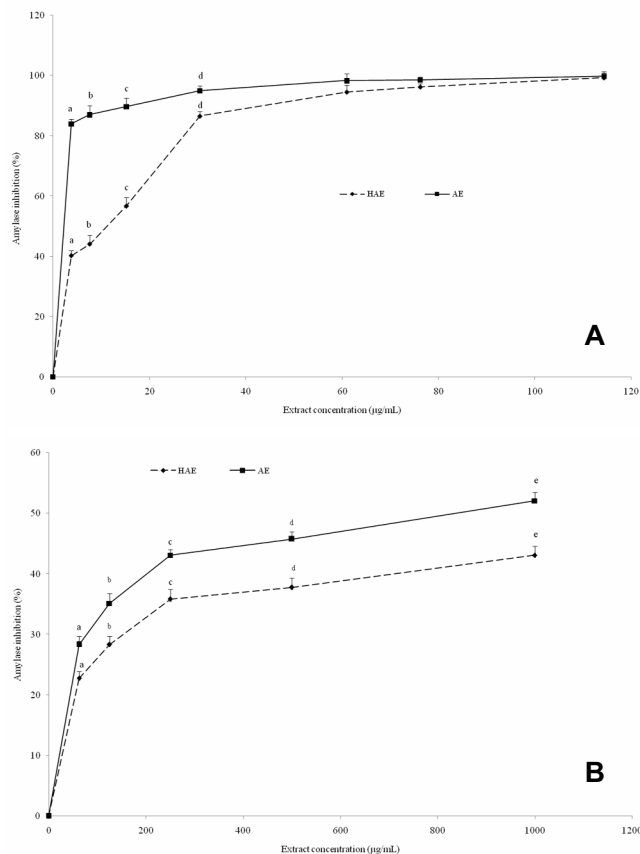 120
100
80
60
40
20
0
Amylase inhibition (%)
a
b
c
d
a
b
c
d
HAE
AE
A
0
20
40
60
80
100
120
Extract concentration (µg/mL)
60
50
40
30
20
10
0
Amylase inhibition (%)
HAE
AE
a
b
c
d
e
a
b
c
d
e
B
0
200
400
600
800
1000
1200
Extract concentration (µg/mL)